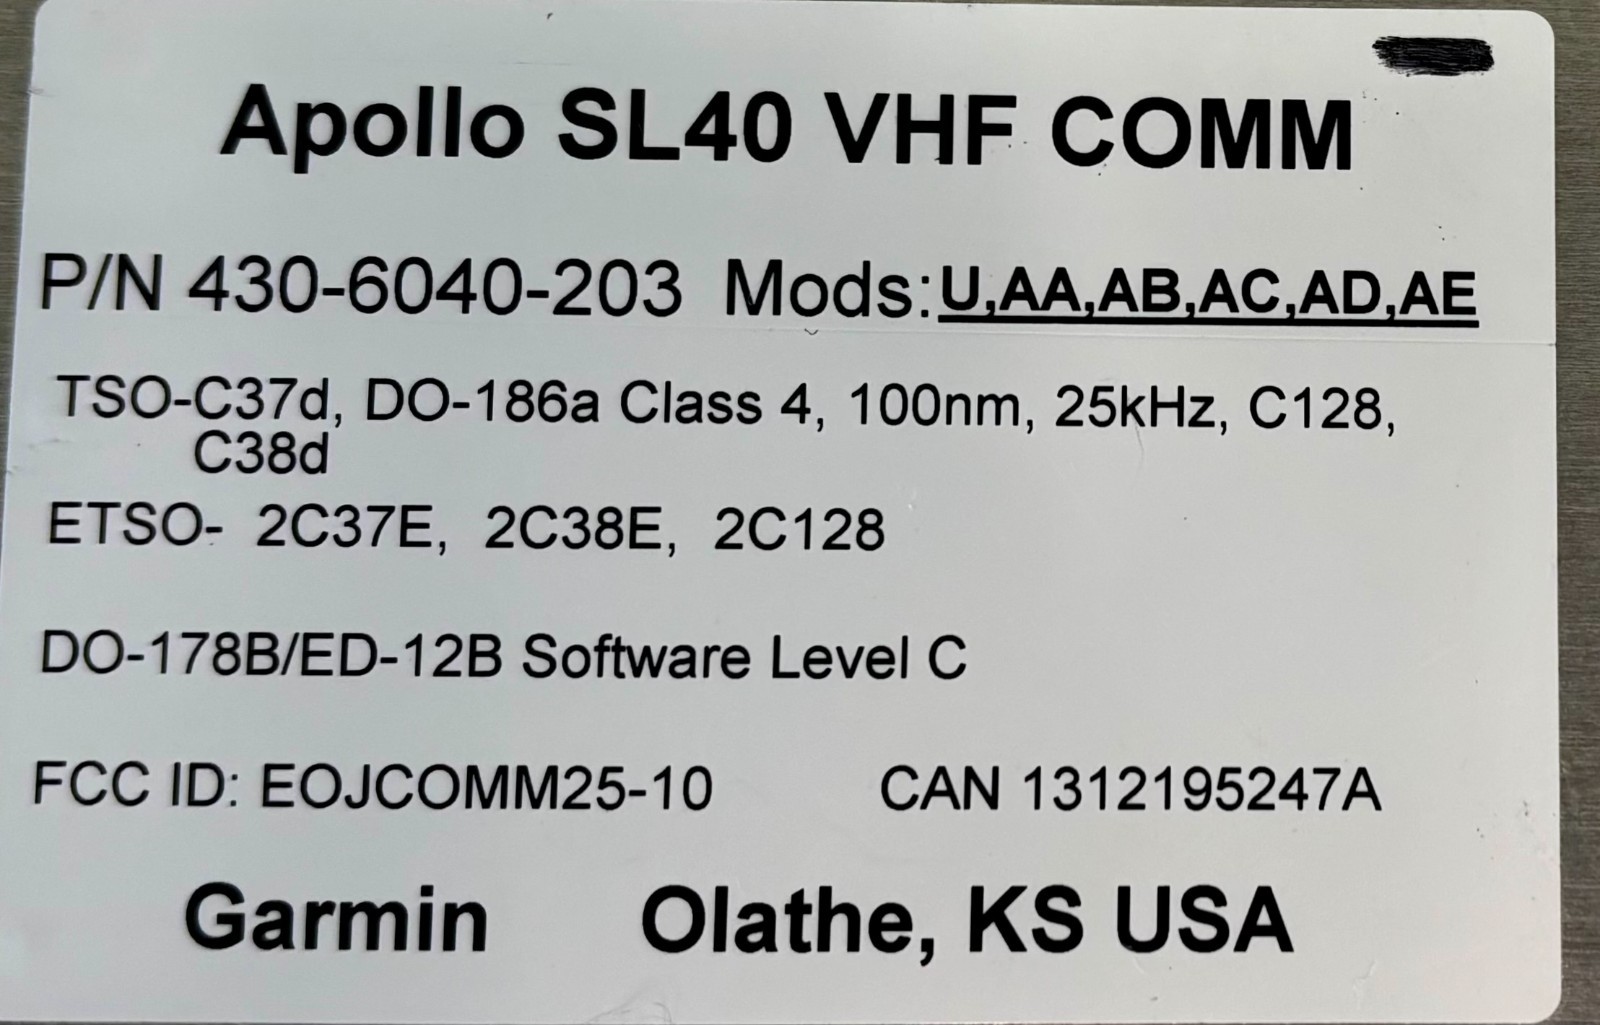 Apollo SL40 VHF COMM
P/N 430-6040-203 Mods:U,AA,AB,AC,AD,AE
TSO-C37d, DO-186a Class 4, 100nm, 25kHz, C128,
C38d
ETSO- 2C37E, 2C38E, 2C128
DO-178B/ED-12B Software Level C
FCC ID: EOJCOMM25-10 CAN 1312195247A
Garmin Olathe, KS USA